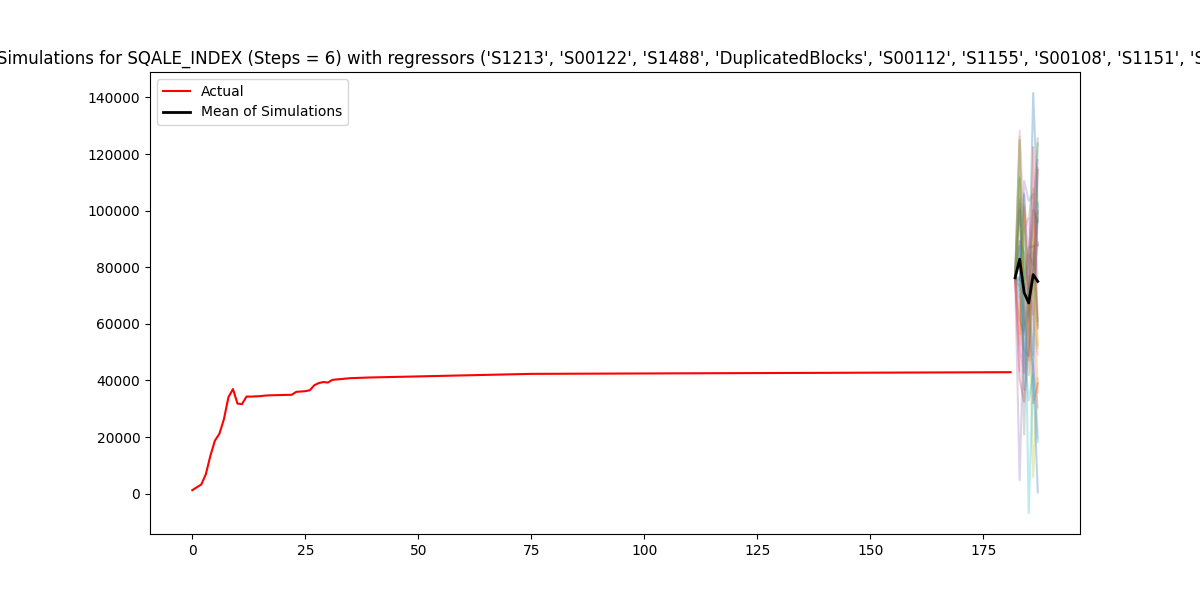 Simulations for SQALE_INDEX (Steps = 6) with regressors ('S1213', 'S00122', 'S1488', 'DuplicatedBlocks', 'S00112', 'S1155', 'S00108', 'S1151', 'S
Actual
Mean of Simulations
140000
120000
100000
80000
60000
40000
20000
0
0 25 50 75 100 125 150 175